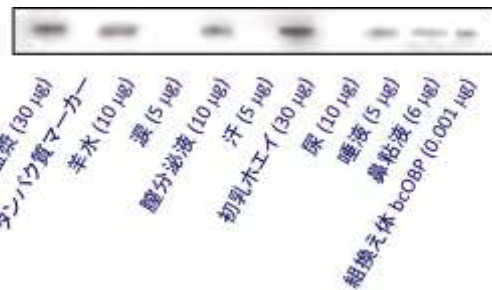 (30 µg)
タンパク質マーカー
羊水 (10 µg)
涙 (5 µg)
膣分泌液 (10 µg)
汗 (5 µg)
初乳ホエイ (30 µg)
尿 (10 µg)
唾液 (5 µg)
鼻粘液 (6 µg)
組換え体 bcOBP (0.001 µg)